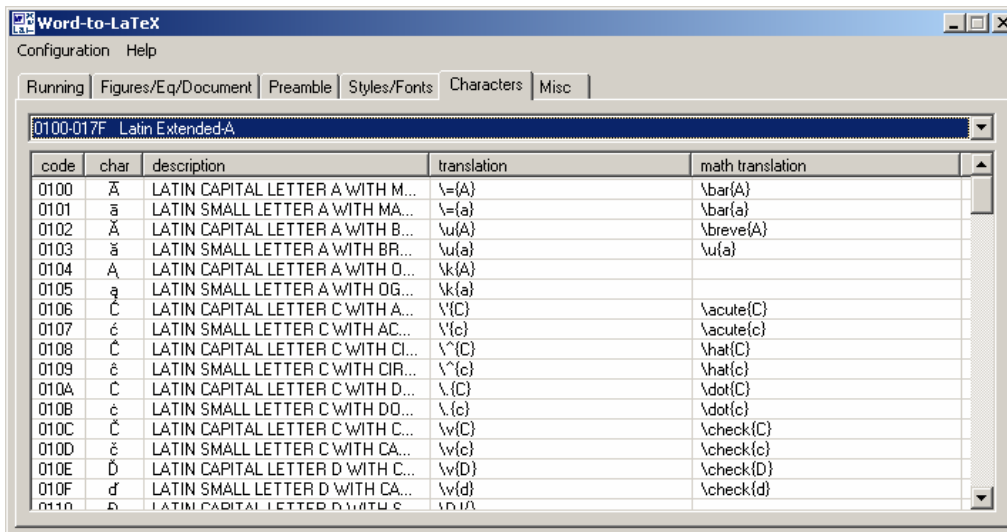 Word-to-LaTeX
Configuration Help
Running Figures/Eq/Document Preamble Styles/Fonts Characters Misc
0100-017F Latin Extended-A
code char description translation math translation
0100 Ā LATIN CAPITAL LETTER A WITH M... \={A} \bar{A}
0101 ā LATIN SMALL LETTER A WITH MA... \={a} \bar{a}
0102 Ă LATIN CAPITAL LETTER A WITH B... \u{A} \breve{A}
0103 ă LATIN SMALL LETTER A WITH BR... \u{a} \u{a}
0104 Ą LATIN CAPITAL LETTER A WITH O... \k{A}
0105 ą LATIN SMALL LETTER A WITH OG... \k{a}
0106 Ć LATIN CAPITAL LETTER C WITH A... \'{C} \acute{C}
0107 ć LATIN SMALL LETTER C WITH AC... \'{c} \acute{c}
0108 Ĉ LATIN CAPITAL LETTER C WITH CI... \^{C} \hat{C}
0109 ĉ LATIN SMALL LETTER C WITH CIR... \^{c} \hat{c}
010A Ċ LATIN CAPITAL LETTER C WITH D... \.{C} \dot{C}
010B ċ LATIN SMALL LETTER C WITH DO... \.{c} \dot{c}
010C Č LATIN CAPITAL LETTER C WITH C... \v{C} \check{C}
010D č LATIN SMALL LETTER C WITH CA... \v{c} \check{c}
010E Ď LATIN CAPITAL LETTER D WITH C... \v{D} \check{D}
010F ď LATIN SMALL LETTER D WITH CA... \v{d} \check{d}
0110 Đ LATIN CAPITAL LETTER D WITH S...